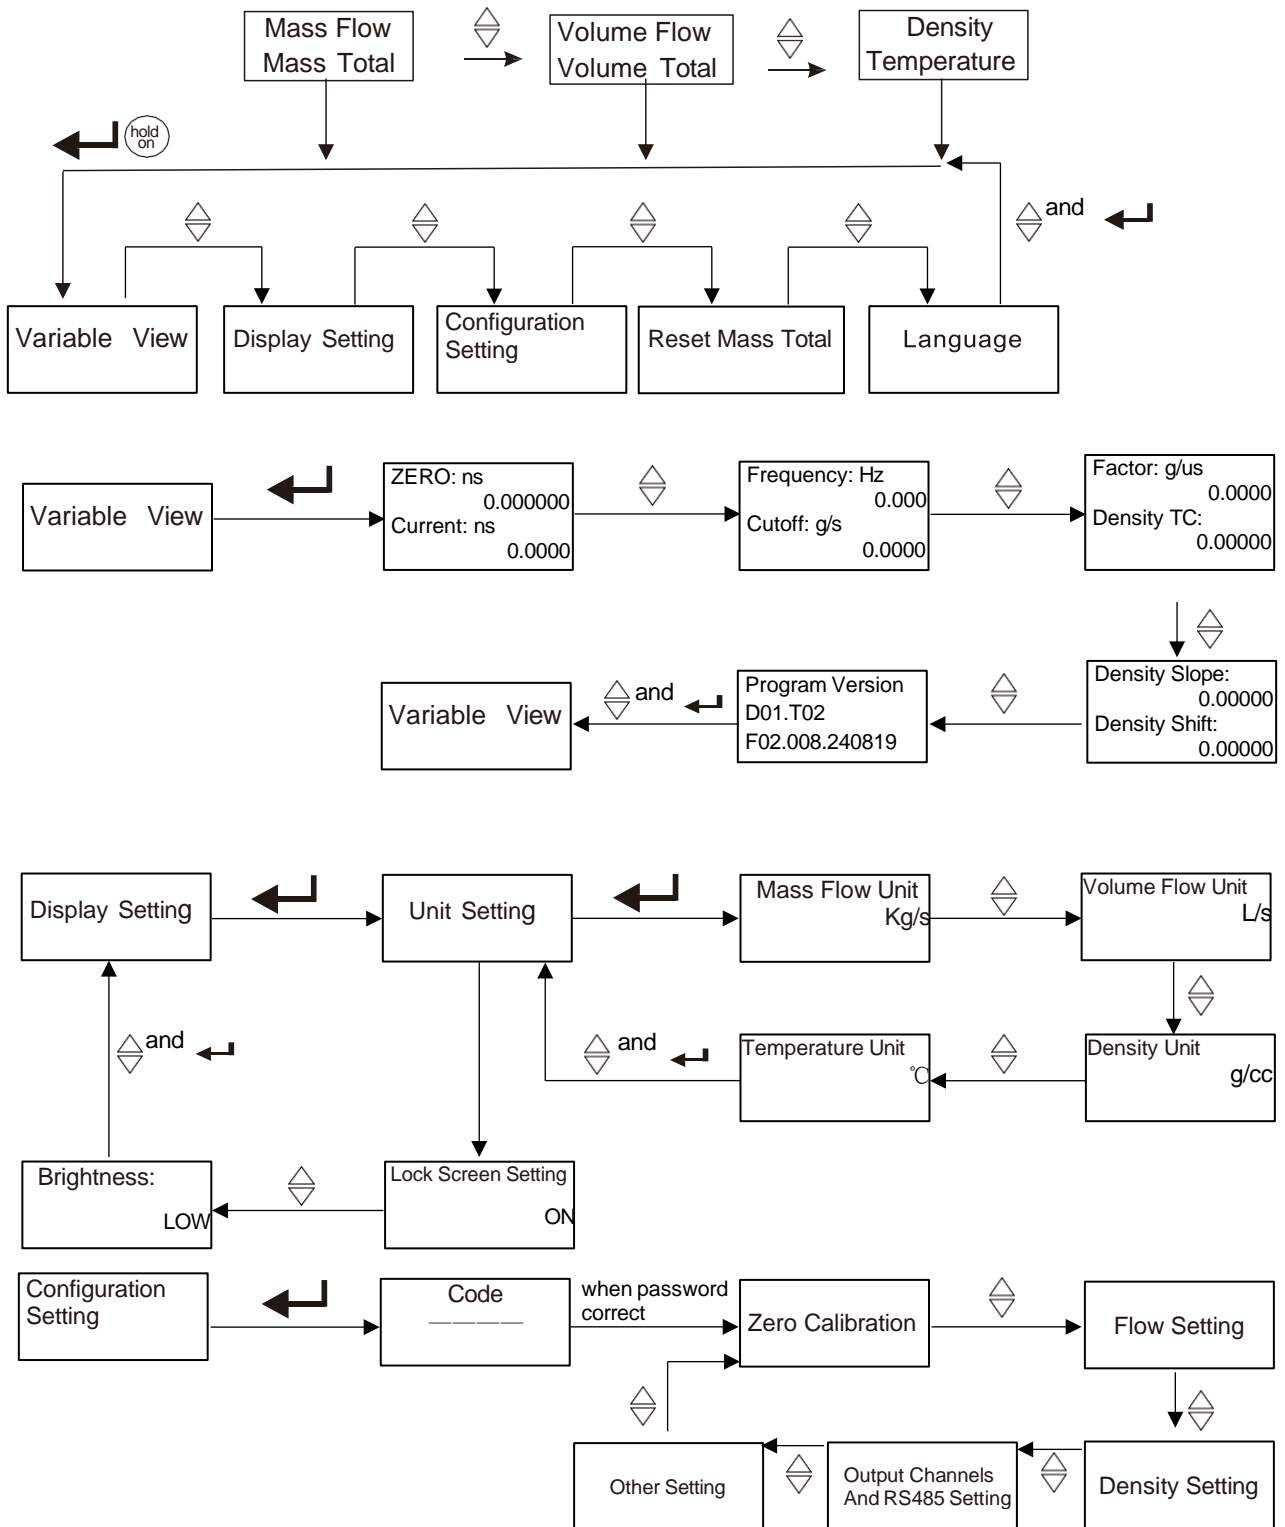 Mass Flow
Mass Total
Volume Flow
Volume Total
Density
Temperature
hold
on
and
Variable View
Display Setting
Configuration
Setting
Reset Mass Total
Language
Variable View
ZERO: ns
0.000000
Current: ns
0.0000
Frequency: Hz
0.000
Cutoff: g/s
0.0000
Factor: g/us
0.0000
Density TC:
0.00000
Variable View
and
Program Version
D01.T02
F02.008.240819
Density Slope:
0.00000
Density Shift:
0.00000
Display Setting
Unit Setting
Mass Flow Unit
Kg/s
Volume Flow Unit
L/s
and
and
Temperature Unit
℃
Density Unit
g/cc
Brightness:
LOW
Lock Screen Setting
ON
Configuration
Setting
Code
————
when password
correct
Zero Calibration
Flow Setting
Other Setting
Output Channels
And RS485 Setting
Density Setting